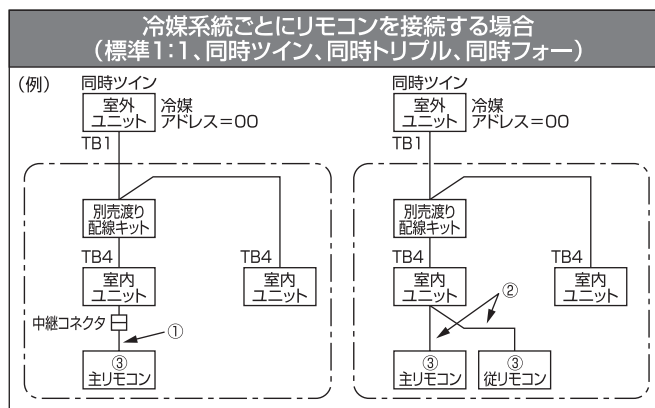 冷媒系統ごとにリモコンを接続する場合
（標準1：1、同時ツイン、同時トリプル、同時フォー）
（例）
同時ツイン
室外
ユニット
冷媒
アドレス＝00
TB1
別売渡り
配線キット
TB4
室内
ユニット
TB4
室内
ユニット
中継コネクタ
①
③
主リモコン
同時ツイン
室外
ユニット
冷媒
アドレス＝00
TB1
別売渡り
配線キット
TB4
室内
ユニット
TB4
室内
ユニット
②
③
主リモコン
③
従リモコン